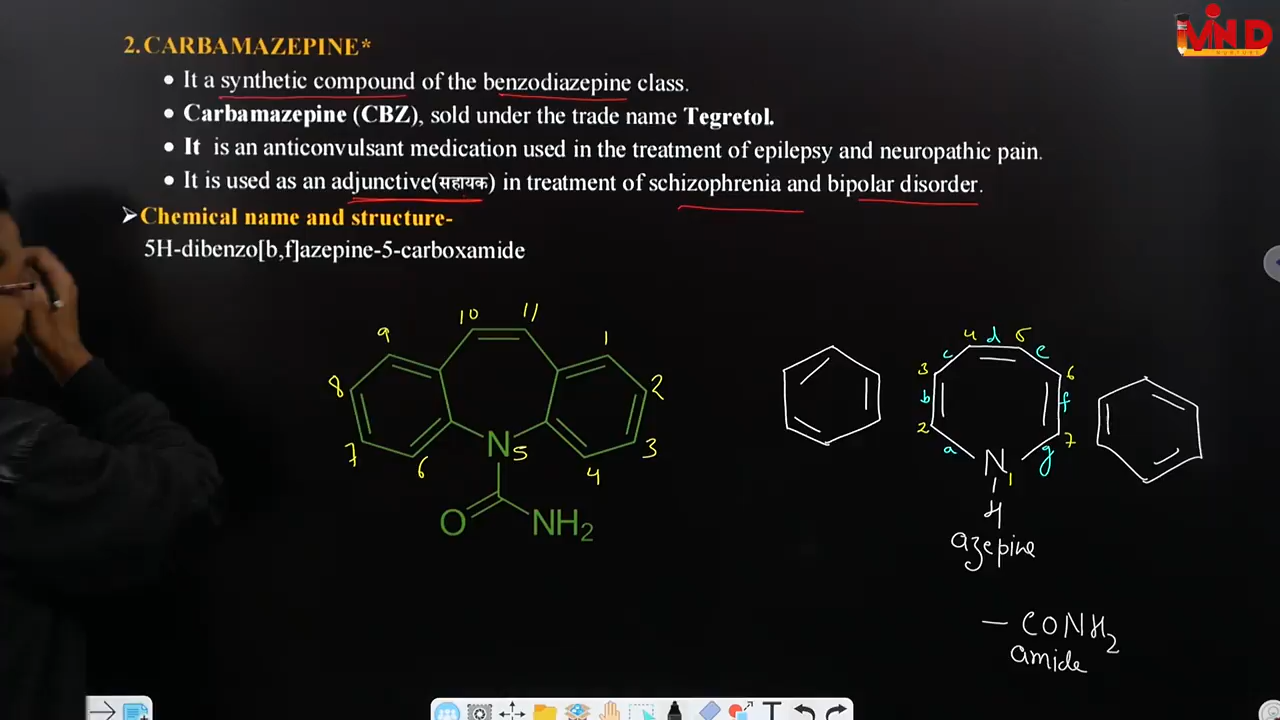 MIND
2.CARBAMAZEPINE*
• It a synthetic compound of the benzodiazepine class.
• Carbamazepine (CBZ), sold under the trade name Tegretol.
• It is an anticonvulsant medication used in the treatment of epilepsy and neuropathic pain.
• It is used as an adjunctive(सहायक) in treatment of schizophrenia and bipolar disorder.
➢Chemical name and structure-
5H-dibenzo[b,f]azepine-5-carboxamide
10 11
9 1
8 2
7 3
6 4
N 5
O NH2
4 d 5
c e
3 6
b f
2 7
a g
N 1
H
azepine
— CONH2
amide
T